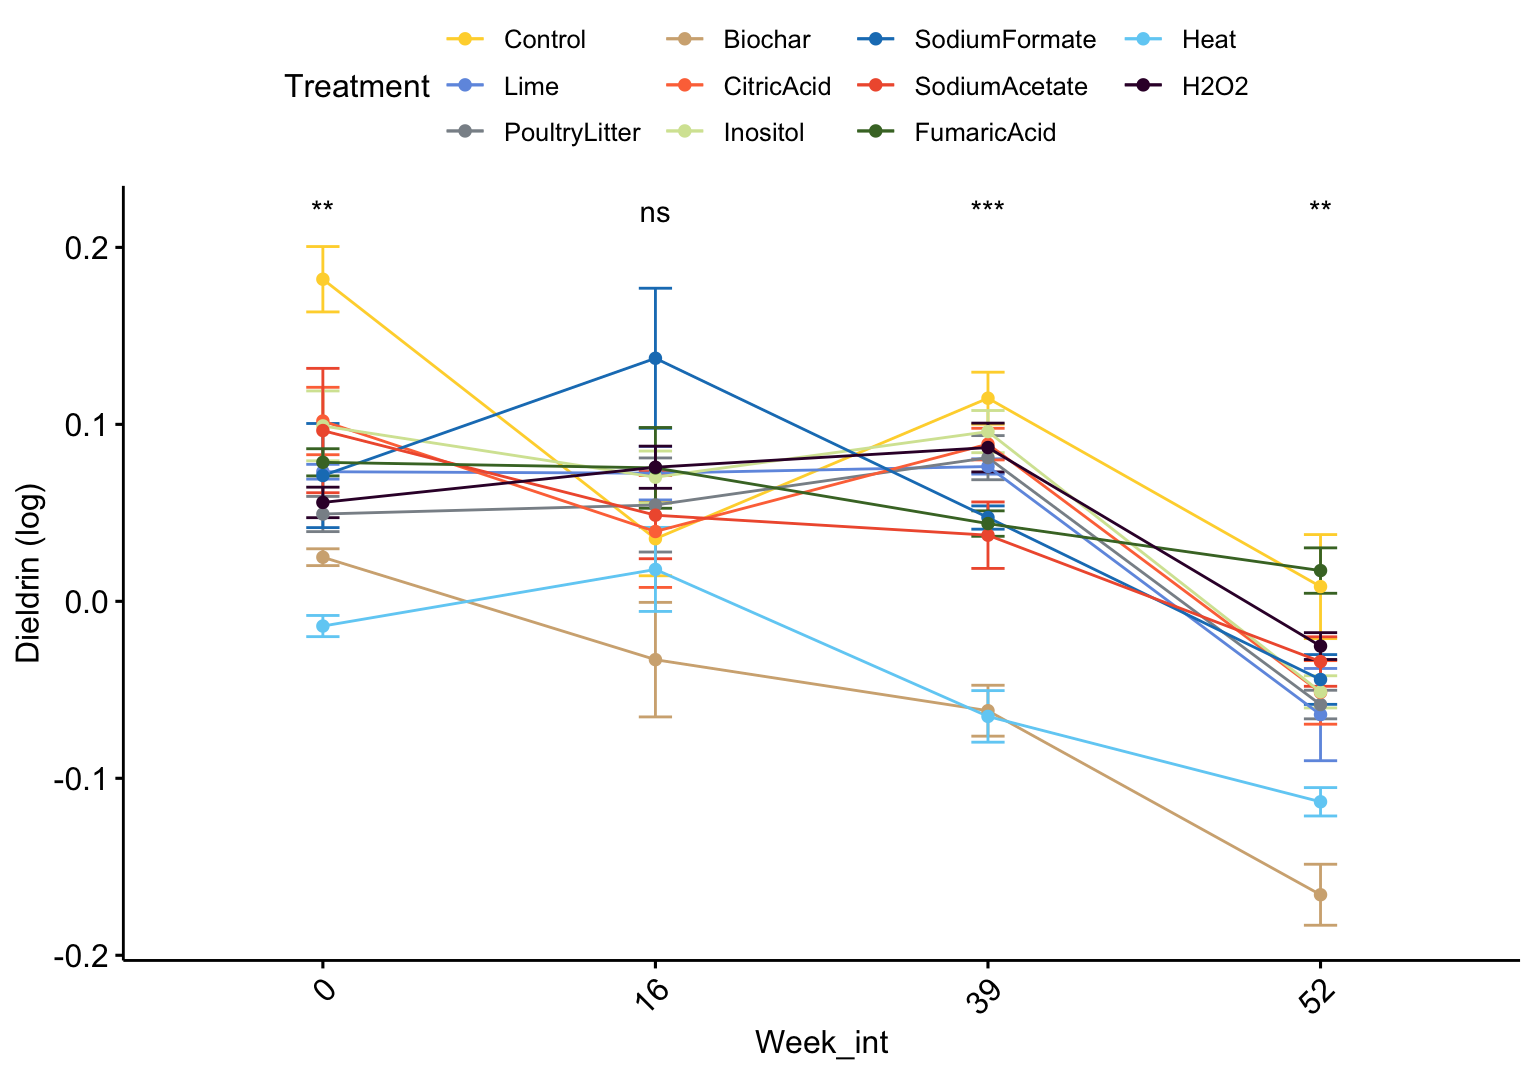 Control Biochar SodiumFormate Heat
Treatment Lime CitricAcid SodiumAcetate H2O2
PoultryLitter Inositol FumaricAcid
** ns *** **
0.2
0.1
0.0
-0.1
-0.2
Dieldrin (log)
0 16 39 52
Week_int